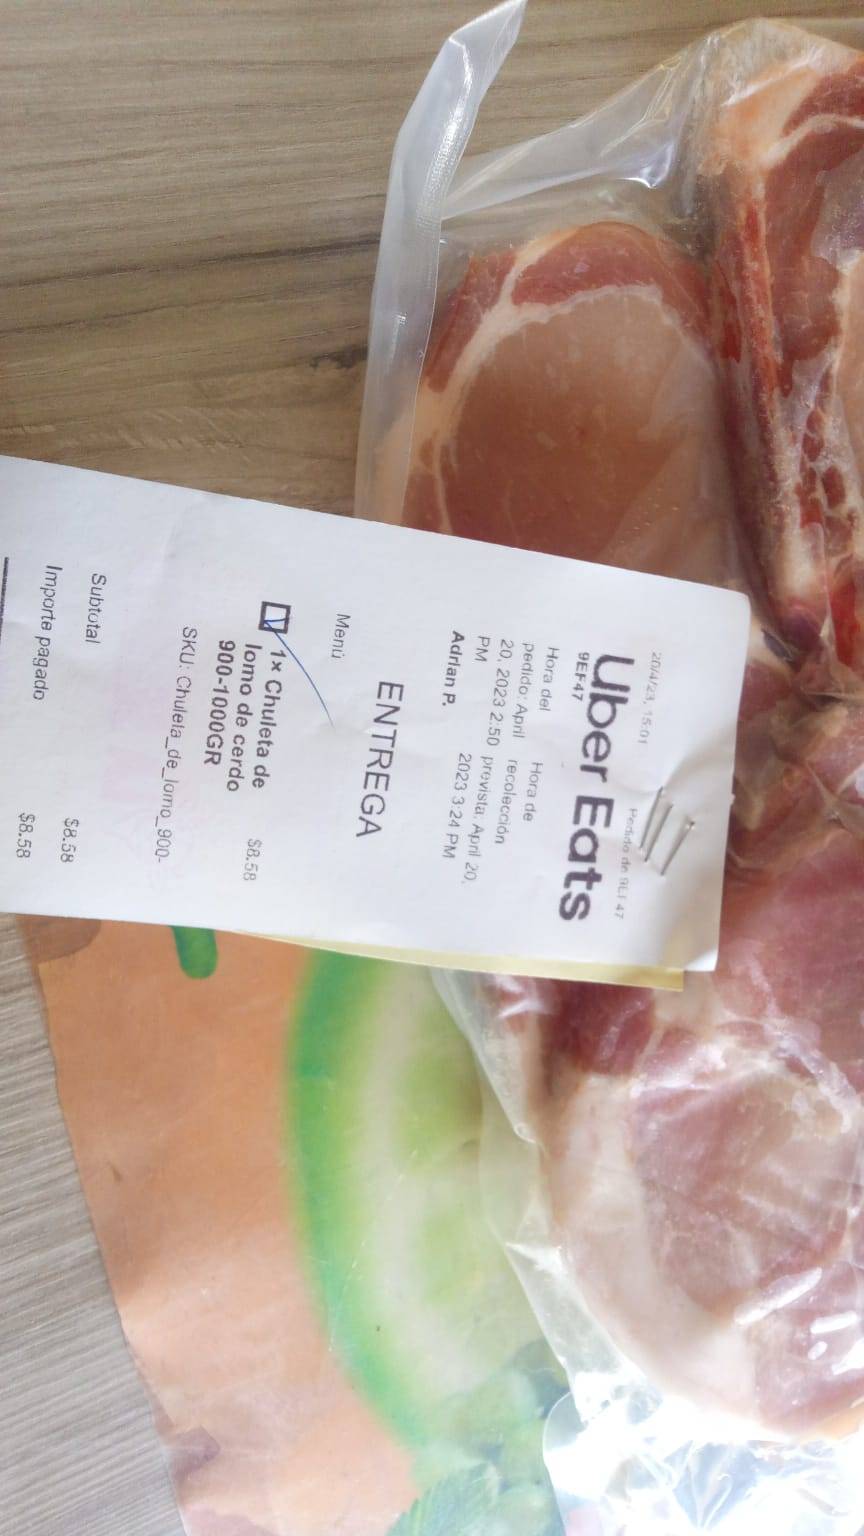 20/4/23, 15:01 Pedido de 9EF47
Uber Eats
9EF47
Hora del
pedido: April
20, 2023 2:50
PM
Hora de
recolección
prevista: April 20,
2023 3:24 PM
Adrian P.
ENTREGA
Menú
1x Chuleta de $8.58
lomo de cerdo
900-1000GR
SKU: Chuleta_de_lomo_900-
Subtotal $8.58
Importe pagado $8.58